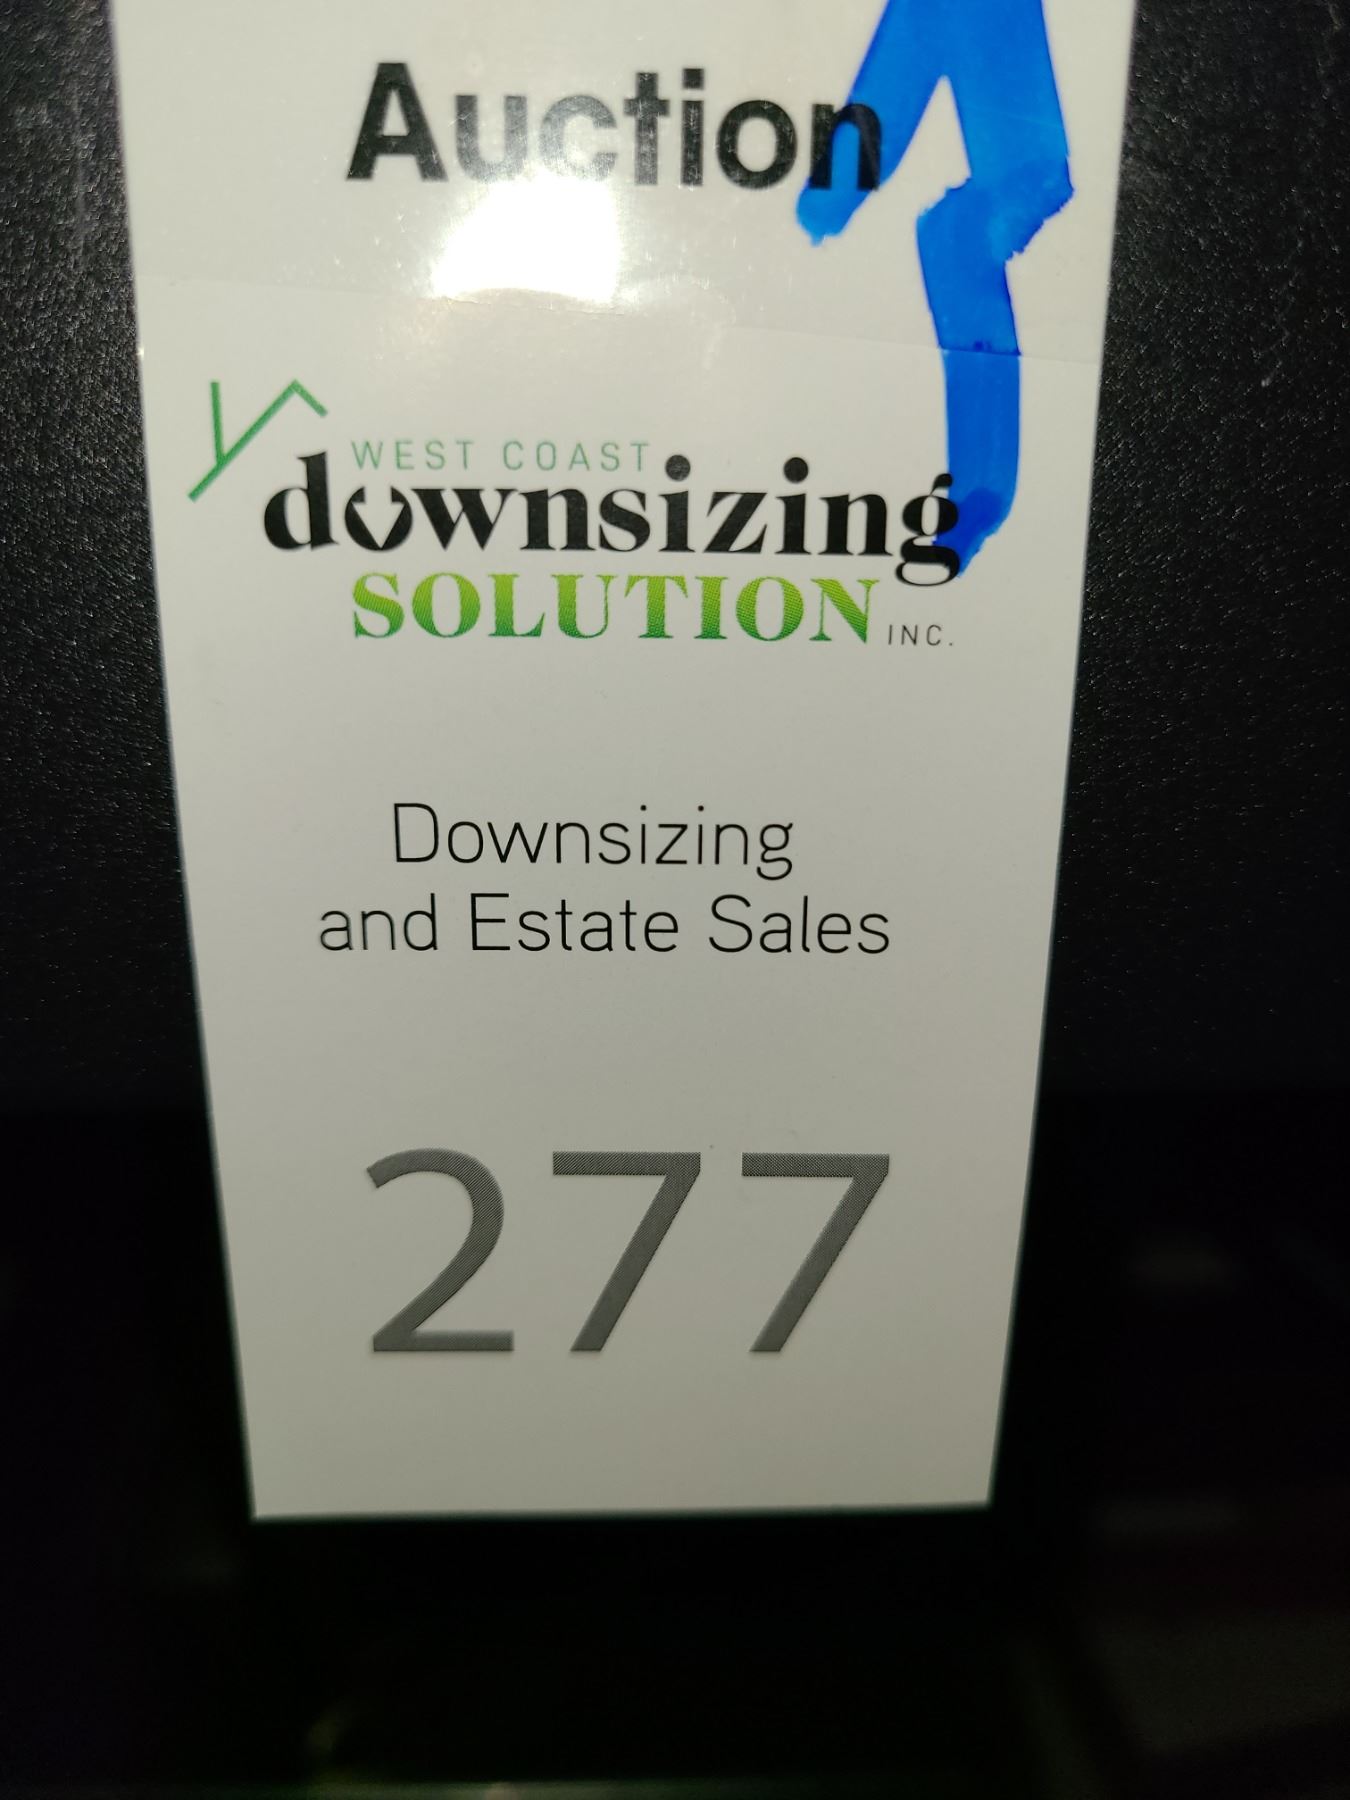 Auction
WEST COAST
downsizing
SOLUTION INC.
Downsizing
and Estate Sales
277